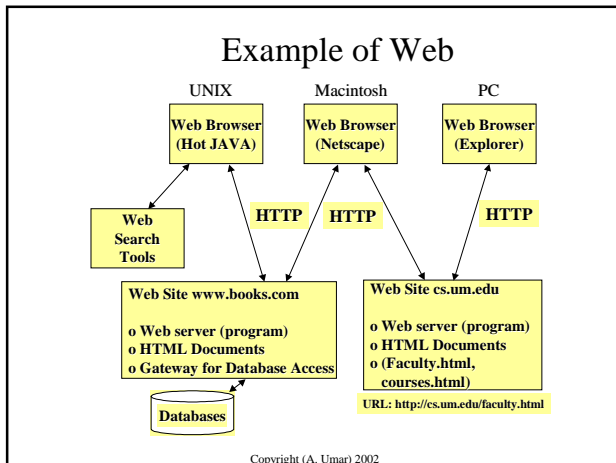 Example of Web
UNIX
Macintosh
PC
Web Browser
(Hot JAVA)
Web Browser
(Netscape)
Web Browser
(Explorer)
HTTP
HTTP
HTTP
Web
Search
Tools
Web Site www.books.com
o Web server (program)
o HTML Documents
o Gateway for Database Access
Web Site cs.um.edu
o Web server (program)
o HTML Documents
o (Faculty.html,
courses.html)
URL: http://cs.um.edu/faculty.html
Databases
Copyright (A. Umar) 2002